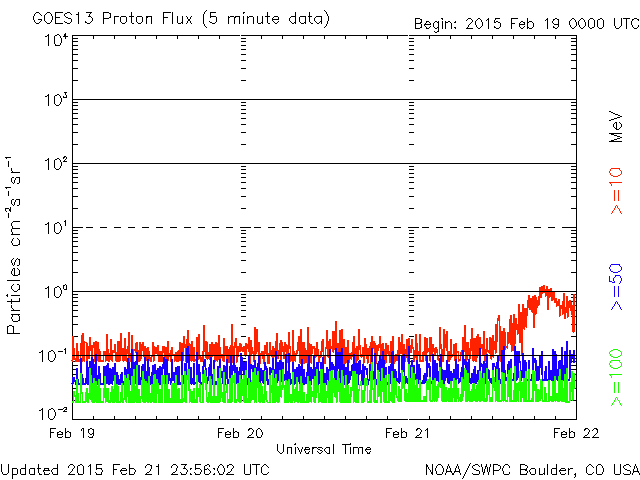 GOES13 Proton Flux (5 minute data)
Begin: 2015 Feb 19 0000 UTC
Particles cm⁻²s⁻¹sr⁻¹
10⁴
10³
10²
10¹
10⁰
10⁻¹
10⁻²
MeV
>=10
>=50
>=100
Feb 19
Feb 20
Feb 21
Feb 22
Universal Time
Updated 2015 Feb 21 23:56:02 UTC
NOAA/SWPC Boulder, CO USA